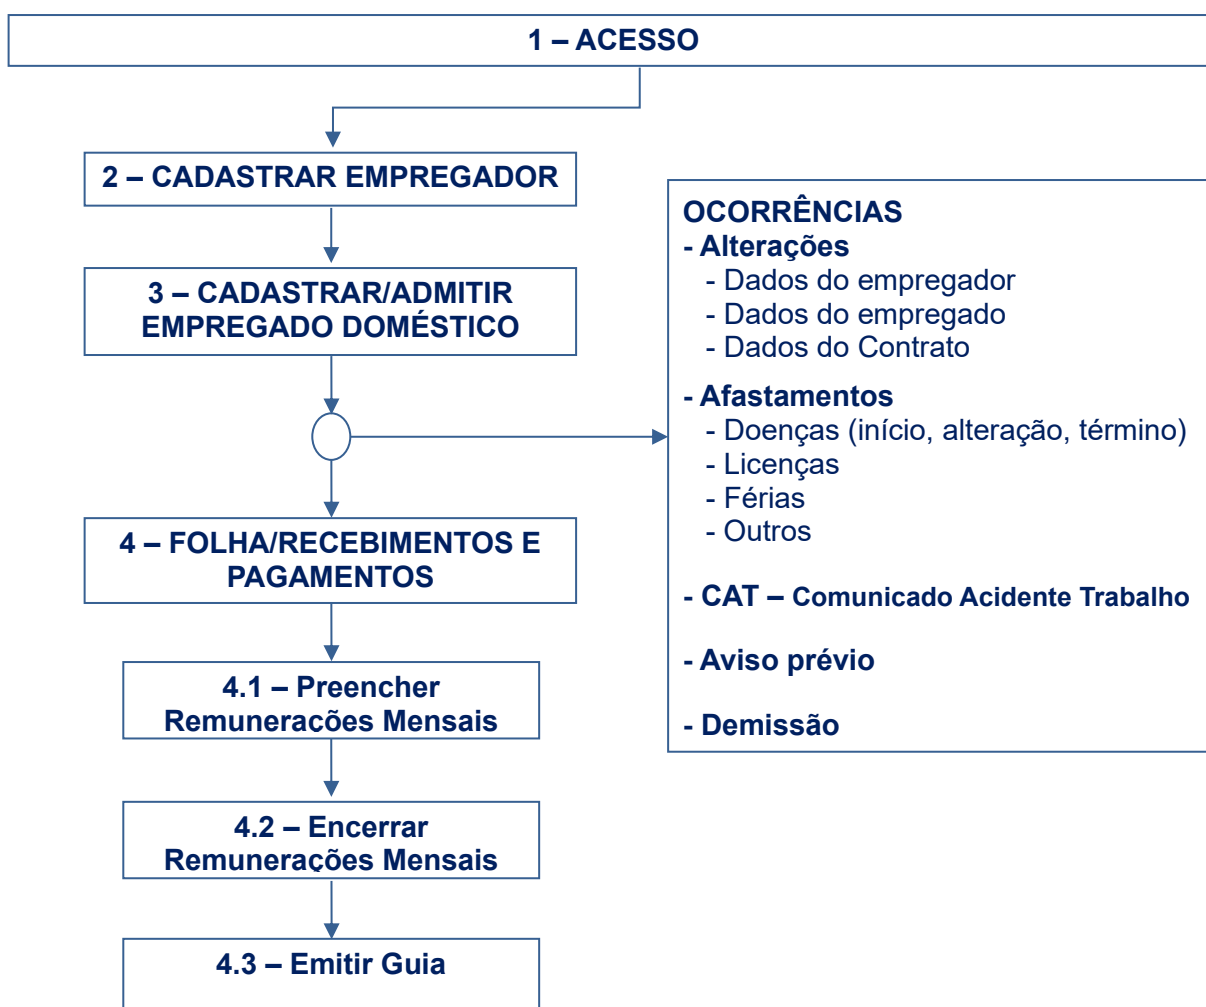 1 – ACESSO
2 – CADASTRAR EMPREGADOR
3 – CADASTRAR/ADMITIR
EMPREGADO DOMÉSTICO
4 – FOLHA/RECEBIMENTOS E
PAGAMENTOS
4.1 – Preencher
Remunerações Mensais
4.2 – Encerrar
Remunerações Mensais
4.3 – Emitir Guia
OCORRÊNCIAS
- Alterações
- Dados do empregador
- Dados do empregado
- Dados do Contrato
- Afastamentos
- Doenças (início, alteração, término)
- Licenças
- Férias
- Outros
- CAT – Comunicado Acidente Trabalho
- Aviso prévio
- Demissão